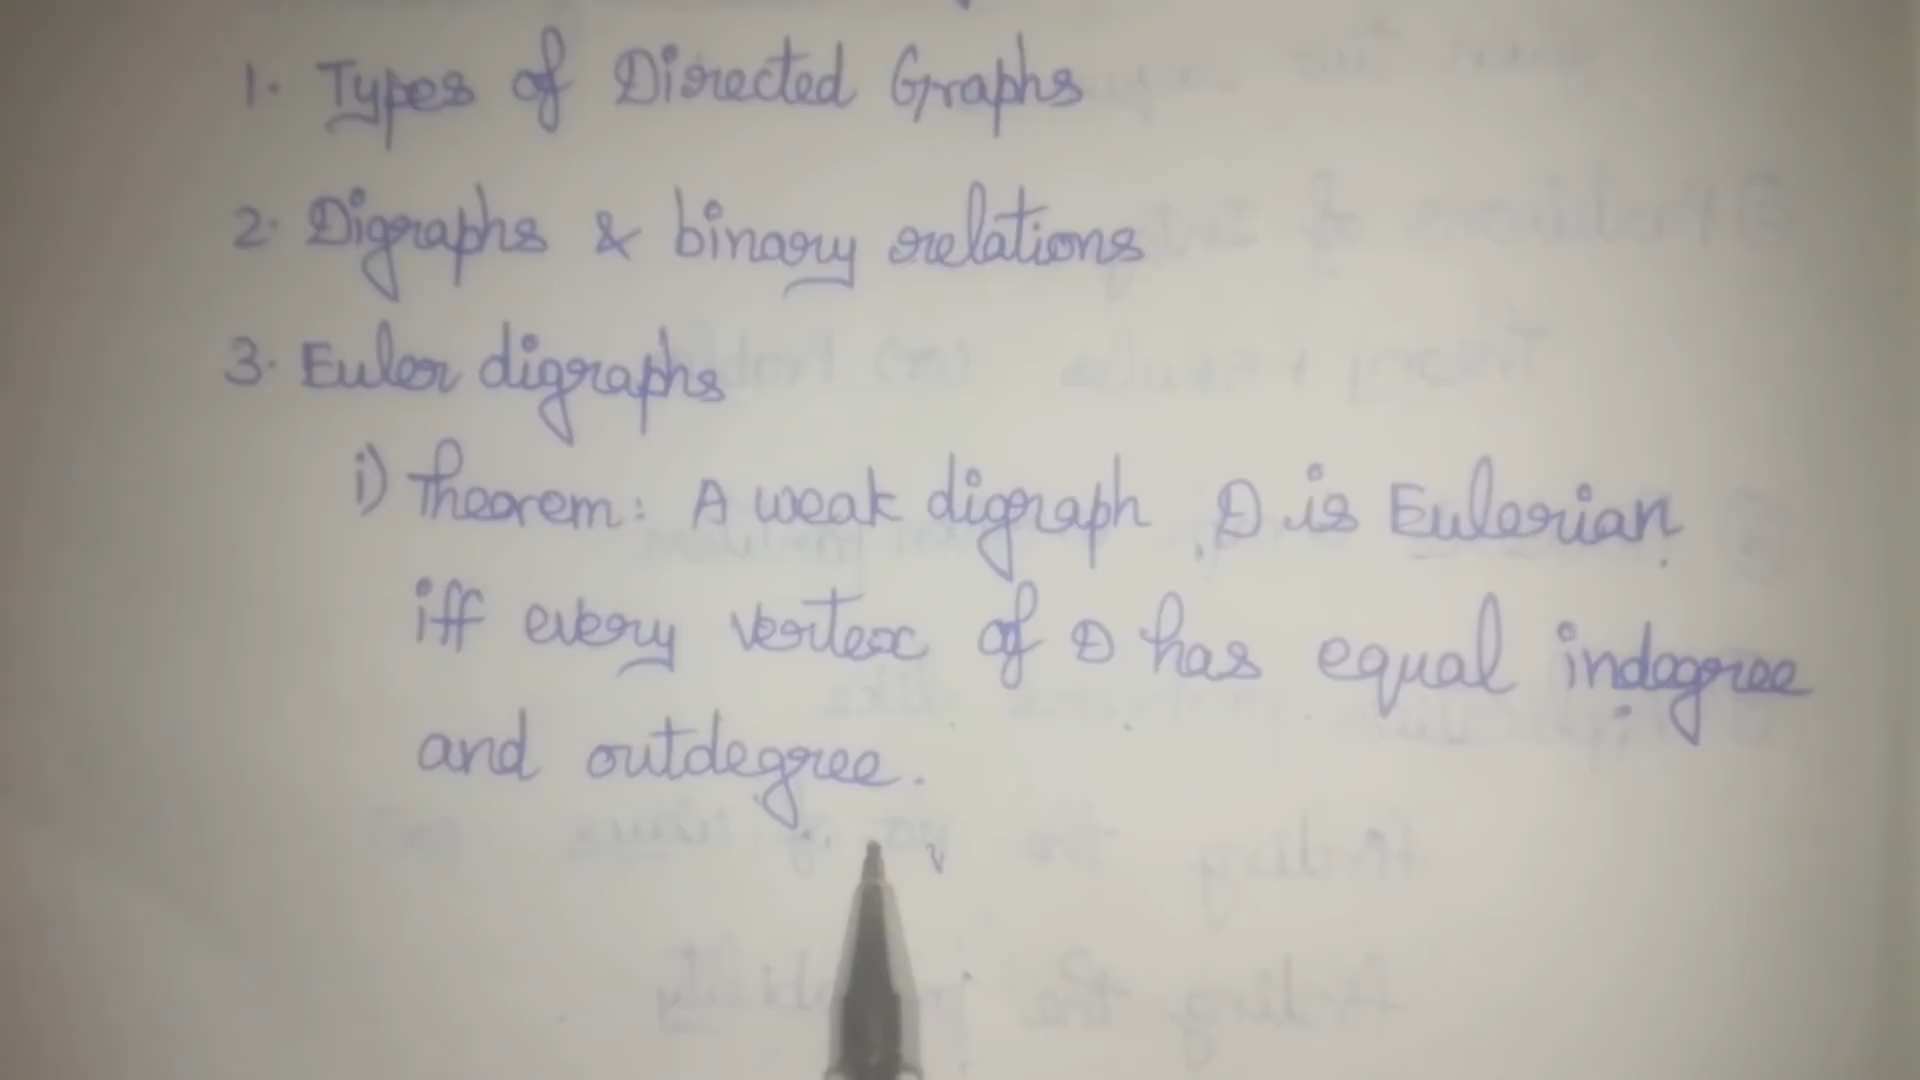 1. Types of Directed Graphs
2. Digraphs & binary relations
3. Euler digraphs
i) Theorem: A weak digraph D is Eulerian
iff every vertex of D has equal indegree
and outdegree.